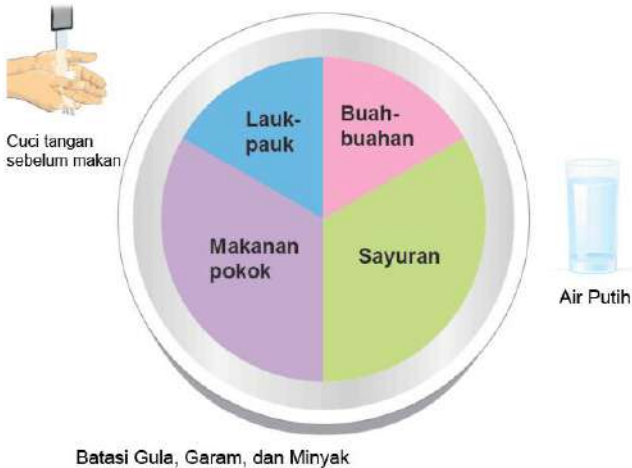 Cuci tangan
sebelum makan
Lauk-
pauk
Buah-
buahan
Makanan
pokok
Sayuran
Air Putih
Batasi Gula, Garam, dan Minyak